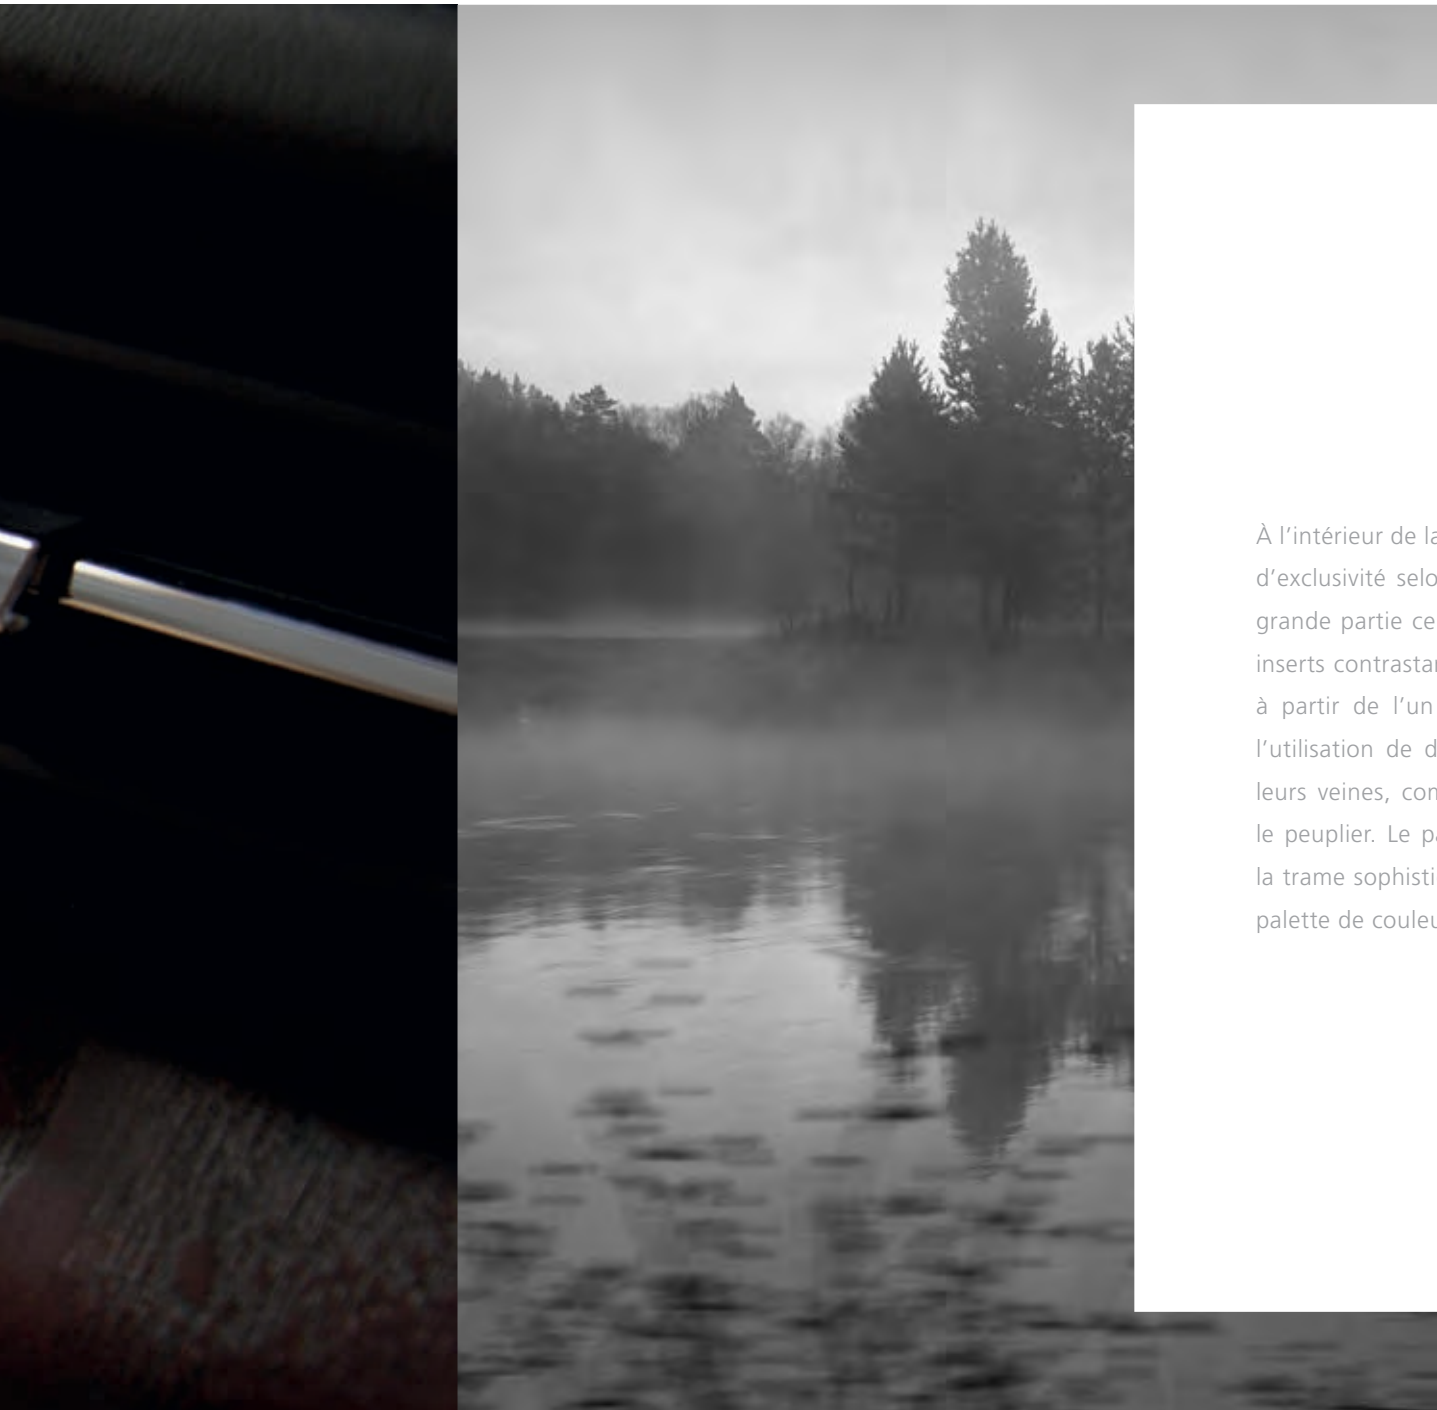 À l’intérieur de la
d’exclusivité selo
grande partie ce
inserts contrastan
à partir de l’un
l’utilisation de d
leurs veines, com
le peuplier. Le pa
la trame sophisti
palette de couleu